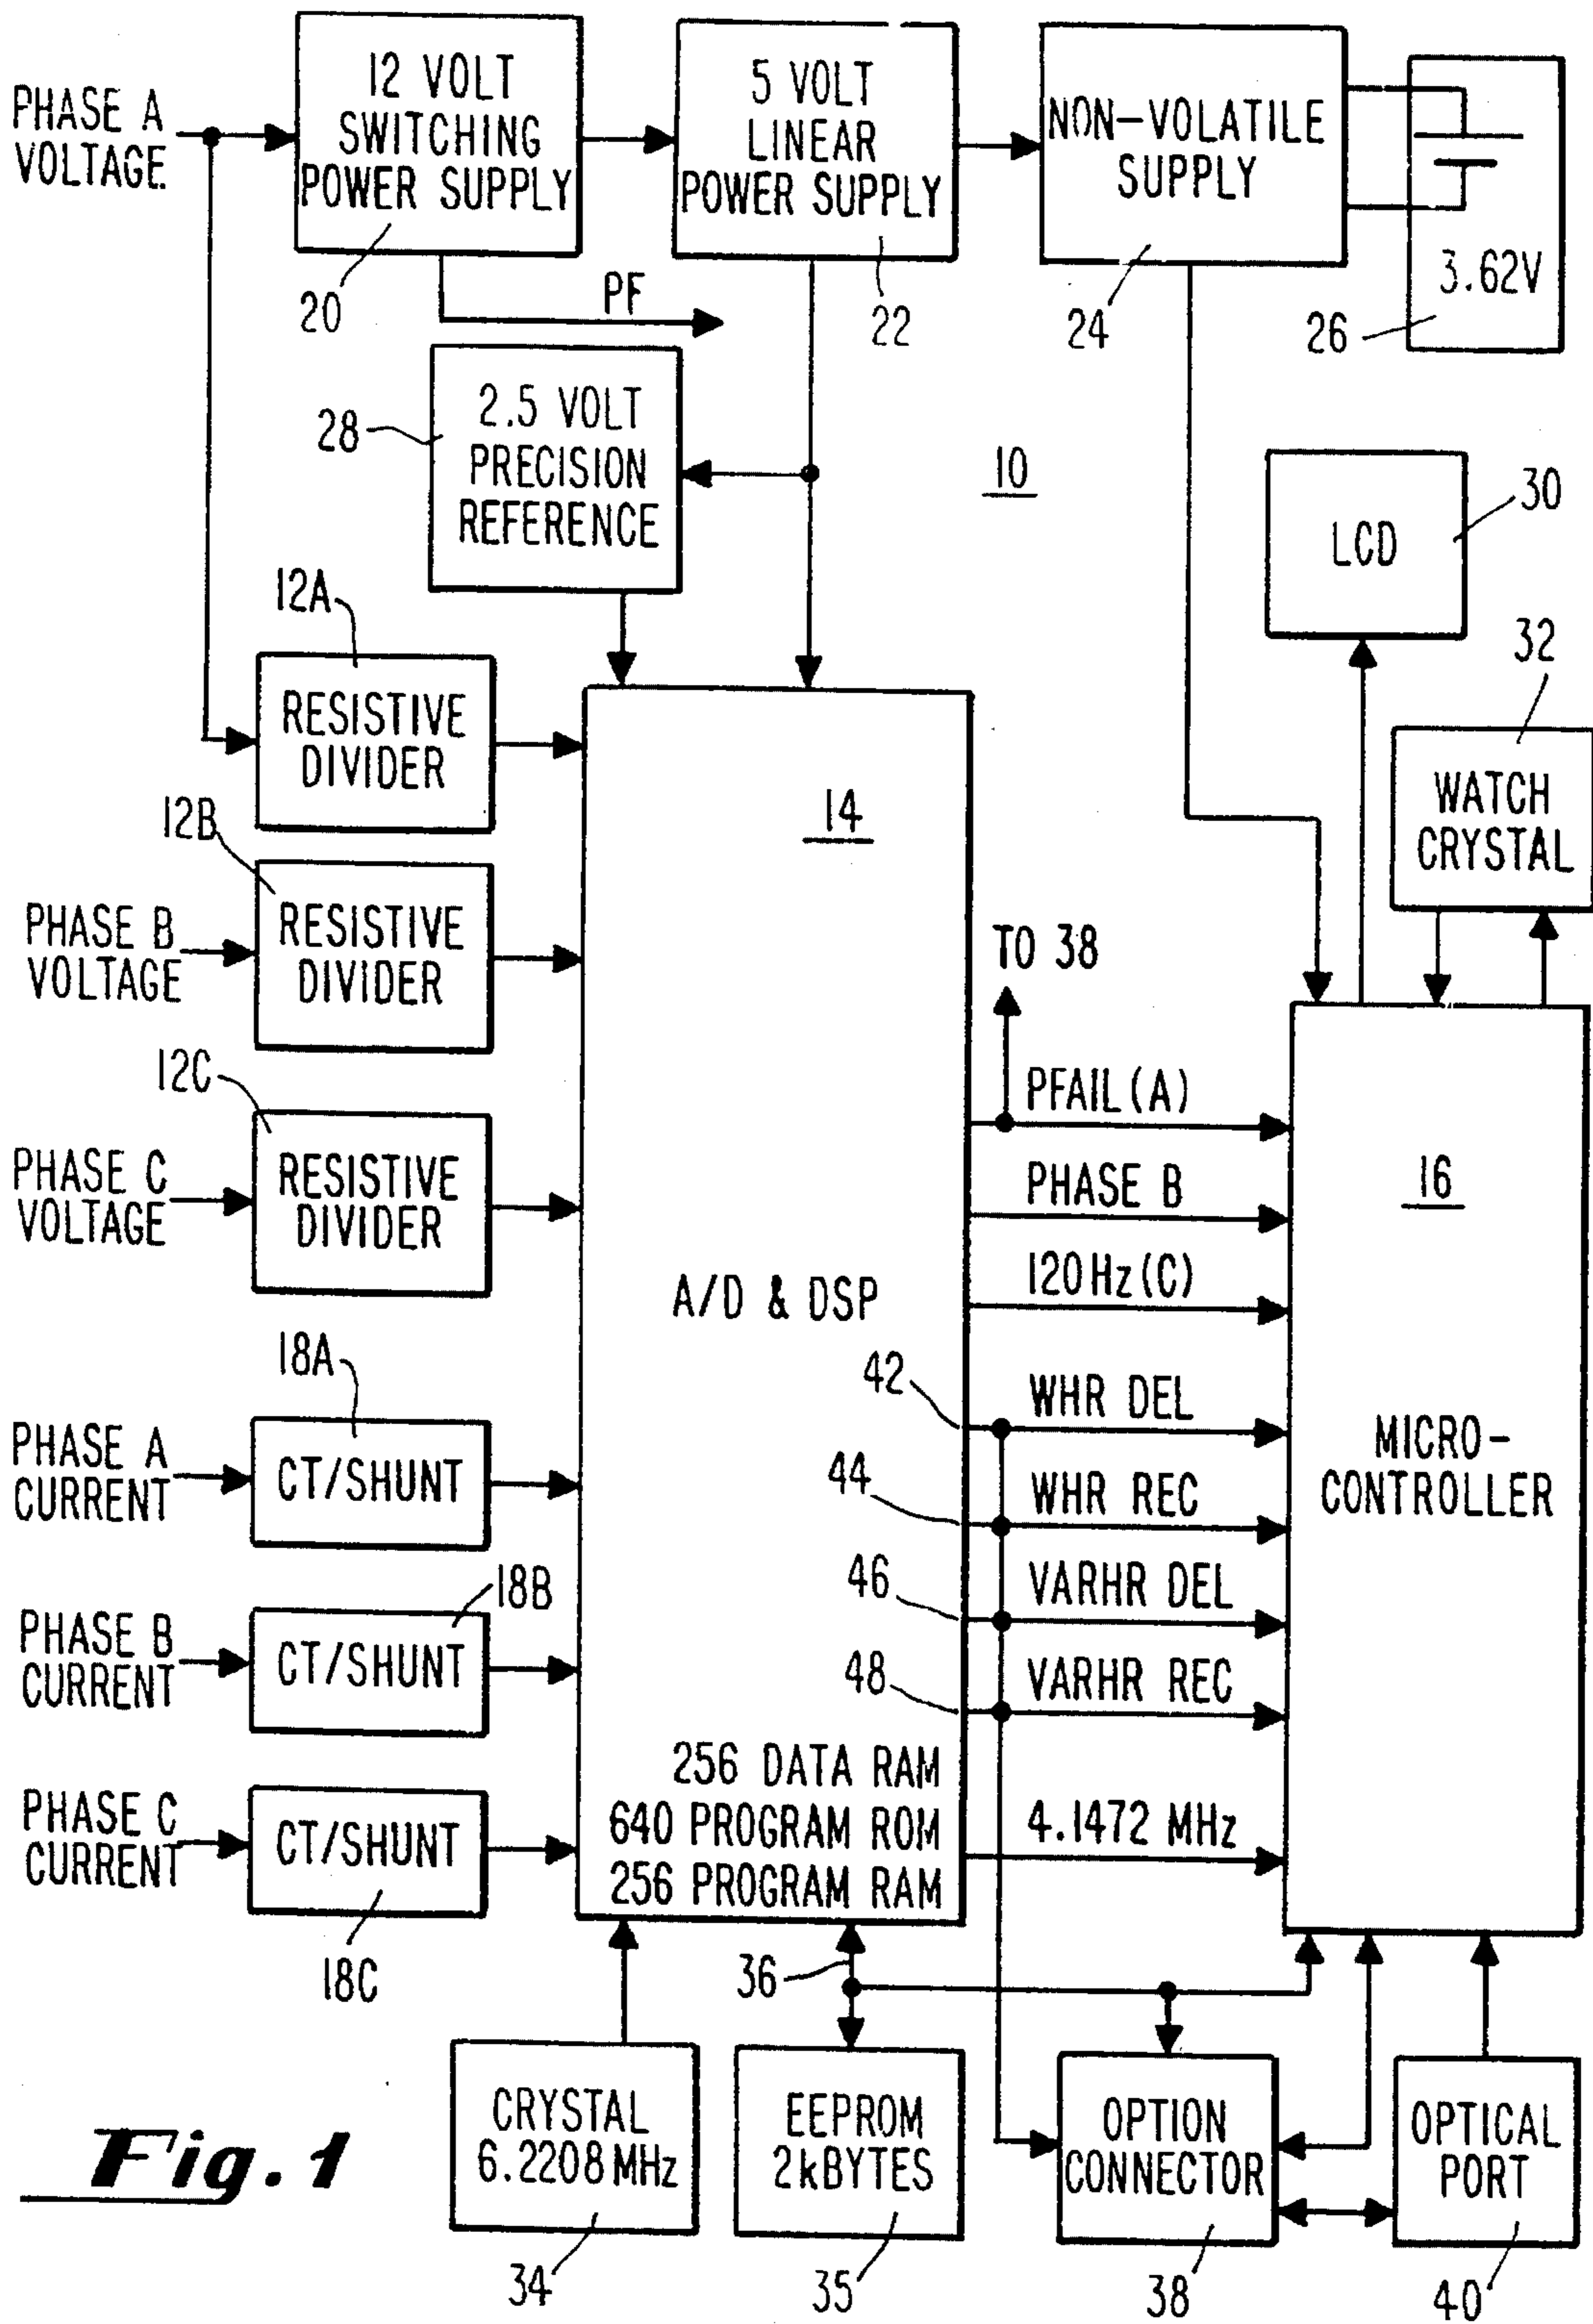 PHASE A
VOLTAGE
12 VOLT
SWITCHING
POWER SUPPLY
20
PF
5 VOLT
LINEAR
POWER SUPPLY
22
NON-VOLATILE
SUPPLY
24
3.62V
26
28
2.5 VOLT
PRECISION
REFERENCE
10
LCD
30
32
WATCH
CRYSTAL
12A
RESISTIVE
DIVIDER
12B
PHASE B
VOLTAGE
RESISTIVE
DIVIDER
12C
PHASE C
VOLTAGE
RESISTIVE
DIVIDER
18A
PHASE A
CURRENT
CT/SHUNT
18B
PHASE B
CURRENT
CT/SHUNT
PHASE C
CURRENT
CT/SHUNT
18C
14
A/D & DSP
256 DATA RAM
640 PROGRAM ROM
256 PROGRAM RAM
TO 38
PFAIL(A)
PHASE B
120Hz(C)
42
WHR DEL
44
WHR REC
46
VARHR DEL
48
VARHR REC
4.1472 MHz
16
MICRO-
CONTROLLER
36
CRYSTAL
6.2208MHz
34
EEPROM
2kBYTES
35
OPTION
CONNECTOR
38
OPTICAL
PORT
40
Fig. 1